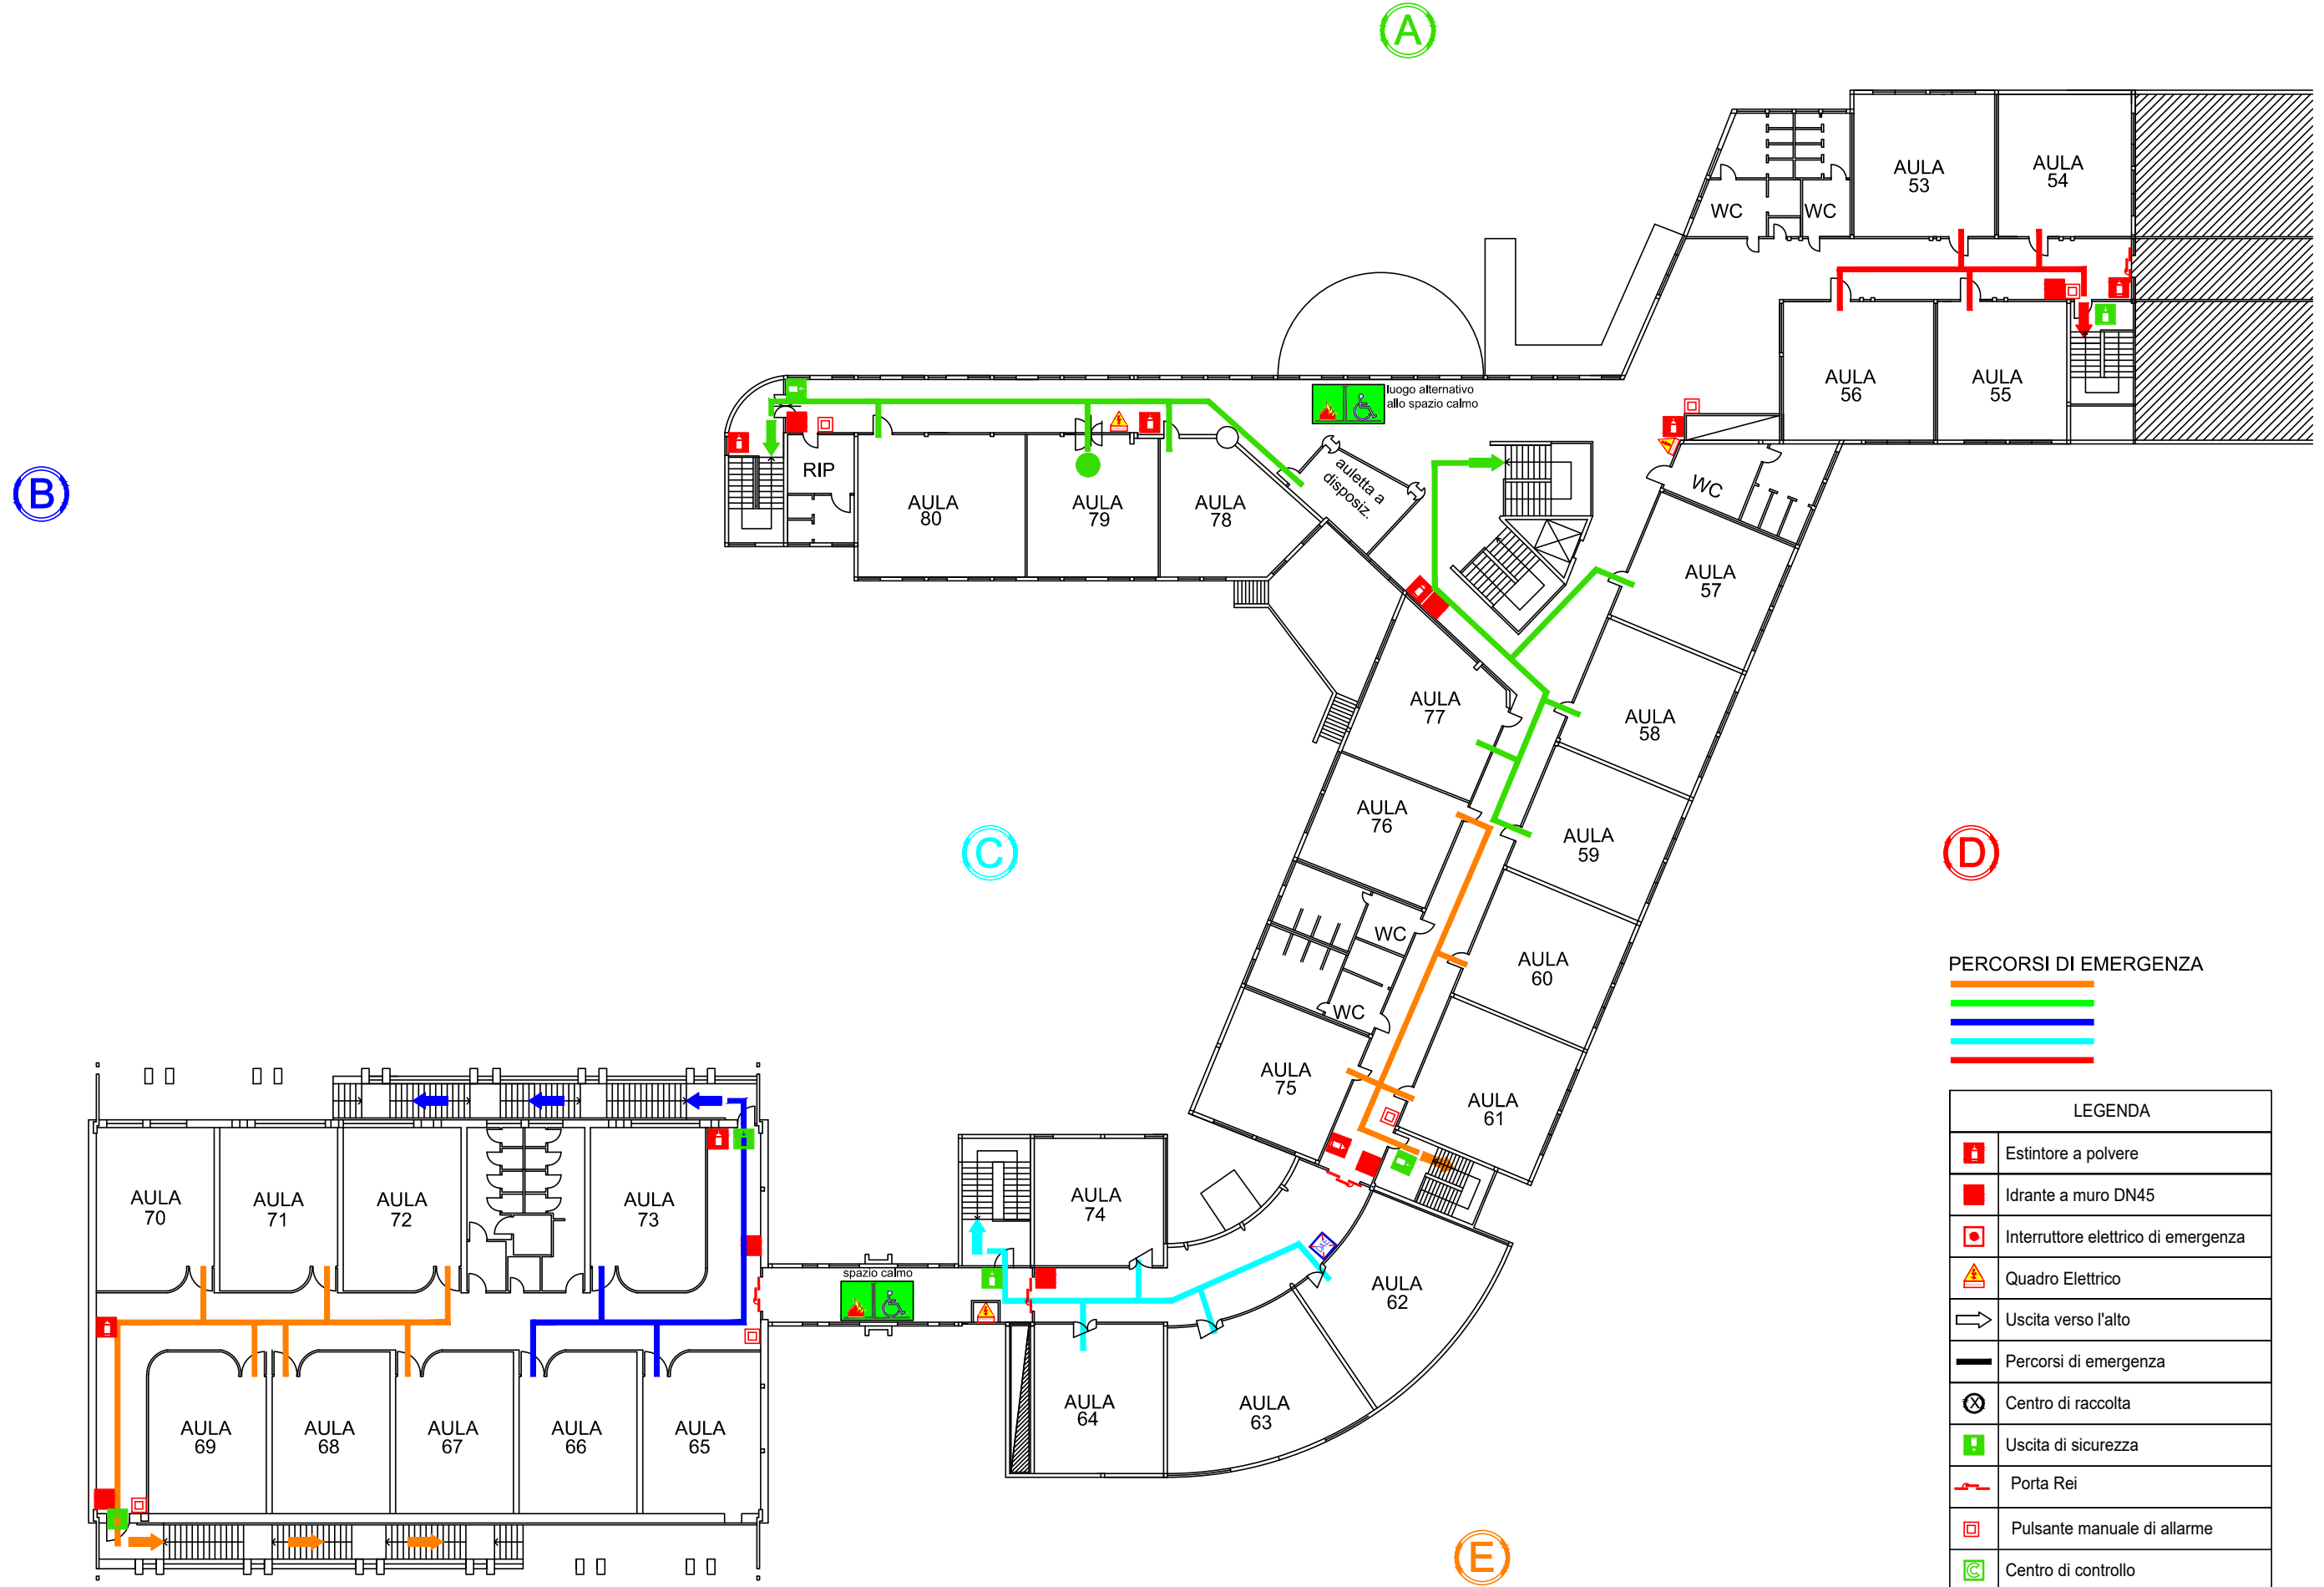 A
AULA
53
AULA
54
WC
WC
luogo alternativo
allo spazio calmo
AULA
56
AULA
55
B
RIP
AULA
80
AULA
79
AULA
78
auletta a
disposiz.
WC
AULA
57
AULA
77
AULA
58
AULA
76
AULA
59
C
D
WC
AULA
60
WC
AULA
75
AULA
61
PERCORSI DI EMERGENZA
AULA
70
AULA
71
AULA
72
AULA
73
AULA
74
spazio calmo
AULA
62
AULA
69
AULA
68
AULA
67
AULA
66
AULA
65
AULA
64
AULA
63
E
LEGENDA
Estintore a polvere
Idrante a muro DN45
Interruttore elettrico di emergenza
Quadro Elettrico
Uscita verso l'alto
Percorsi di emergenza
X Centro di raccolta
Uscita di sicurezza
Porta Rei
Pulsante manuale di allarme
C Centro di controllo